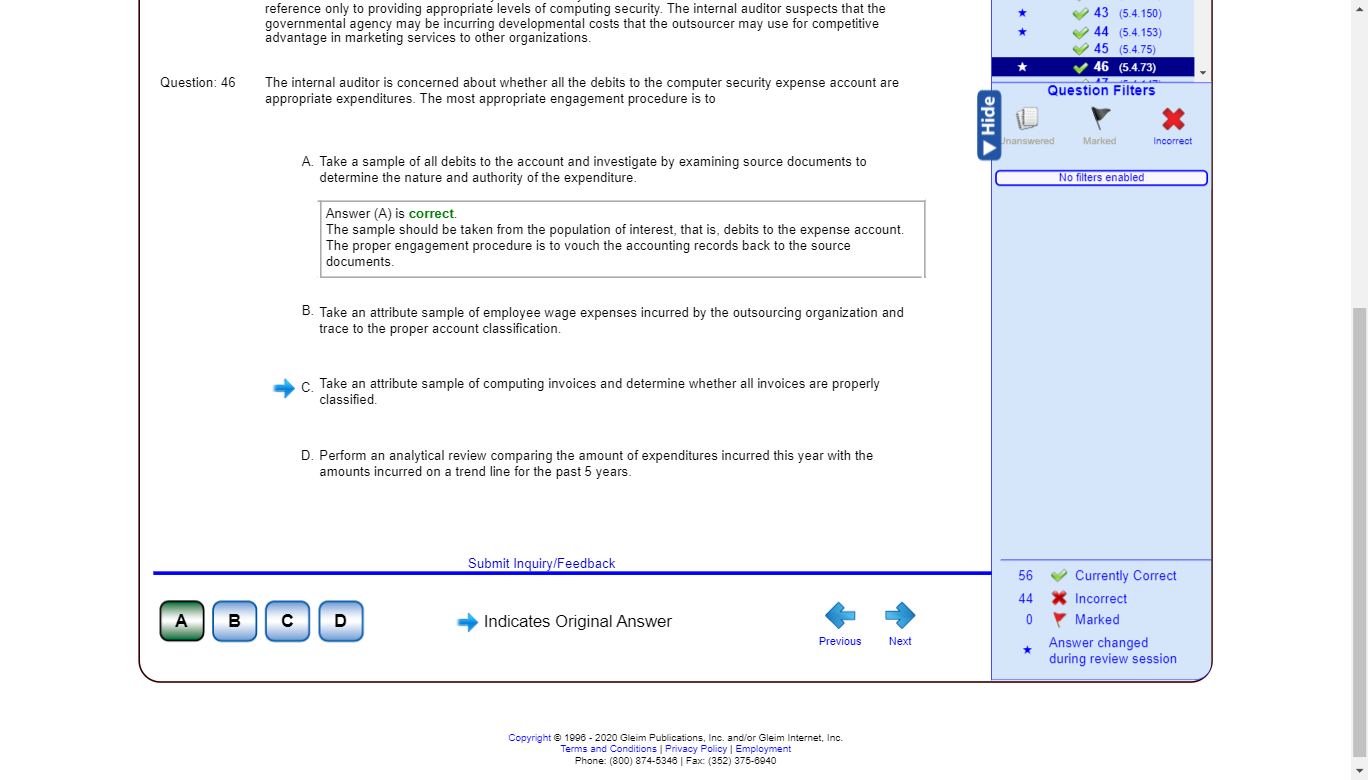 reference only to providing appropriate levels of computing security. The internal auditor suspects that the
governmental agency may be incurring developmental costs that the outsourcer may use for competitive
advantage in marketing services to other organizations.
Question: 46
The internal auditor is concerned about whether all the debits to the computer security expense account are
appropriate expenditures. The most appropriate engagement procedure is to
A. Take a sample of all debits to the account and investigate by examining source documents to
determine the nature and authority of the expenditure.
Answer (A) is correct.
The sample should be taken from the population of interest, that is, debits to the expense account.
The proper engagement procedure is to vouch the accounting records back to the source
documents.
B. Take an attribute sample of employee wage expenses incurred by the outsourcing organization and
trace to the proper account classification.
C. Take an attribute sample of computing invoices and determine whether all invoices are properly
classified.
D. Perform an analytical review comparing the amount of expenditures incurred this year with the
amounts incurred on a trend line for the past 5 years.
Submit Inquiry/Feedback
A B C D
Indicates Original Answer
Previous
Next
43 (5.4.150)
44 (5.4.153)
45 (5.4.75)
46 (5.4.73)
Question Filters
Hide
Marked
Incorrect
No filters enabled
56 Currently Correct
44 Incorrect
0 Marked
Answer changed
during review session
Copyright © 1996 - 2020 Gleim Publications, Inc. and/or Gleim Internet, Inc.
Terms and Conditions | Privacy Policy | Employment
Phone: (800) 874-5346 | Fax: (352) 375-6940